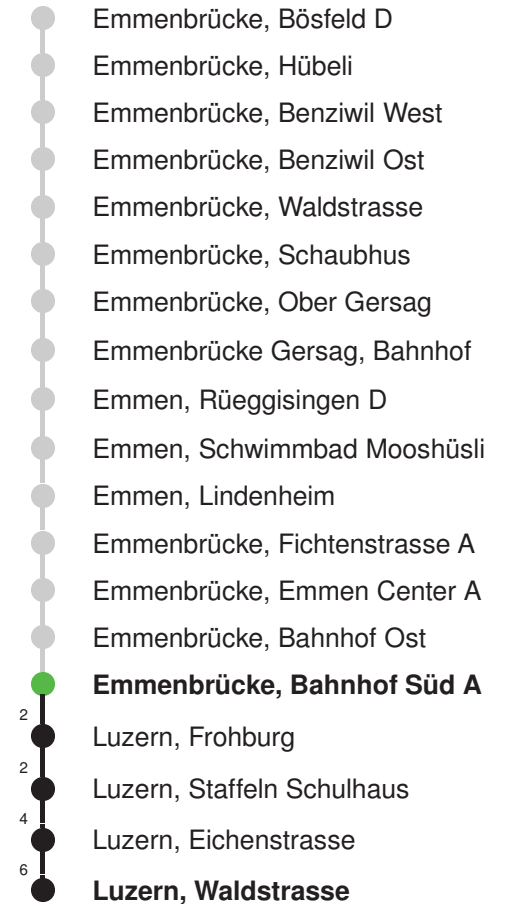 Emmenbrücke, Bösfeld D
Emmenbrücke, Hübeli
Emmenbrücke, Benziwil West
Emmenbrücke, Benziwil Ost
Emmenbrücke, Waldstrasse
Emmenbrücke, Schaubhus
Emmenbrücke, Ober Gersag
Emmenbrücke Gersag, Bahnhof
Emmen, Rüeggisingen D
Emmen, Schwimmbad Mooshüsli
Emmen, Lindenheim
Emmenbrücke, Fichtenstrasse A
Emmenbrücke, Emmen Center A
Emmenbrücke, Bahnhof Ost
Emmenbrücke, Bahnhof Süd A
2 Luzern, Frohburg
2 Luzern, Staffeln Schulhaus
4 Luzern, Eichenstrasse
6 Luzern, Waldstrasse